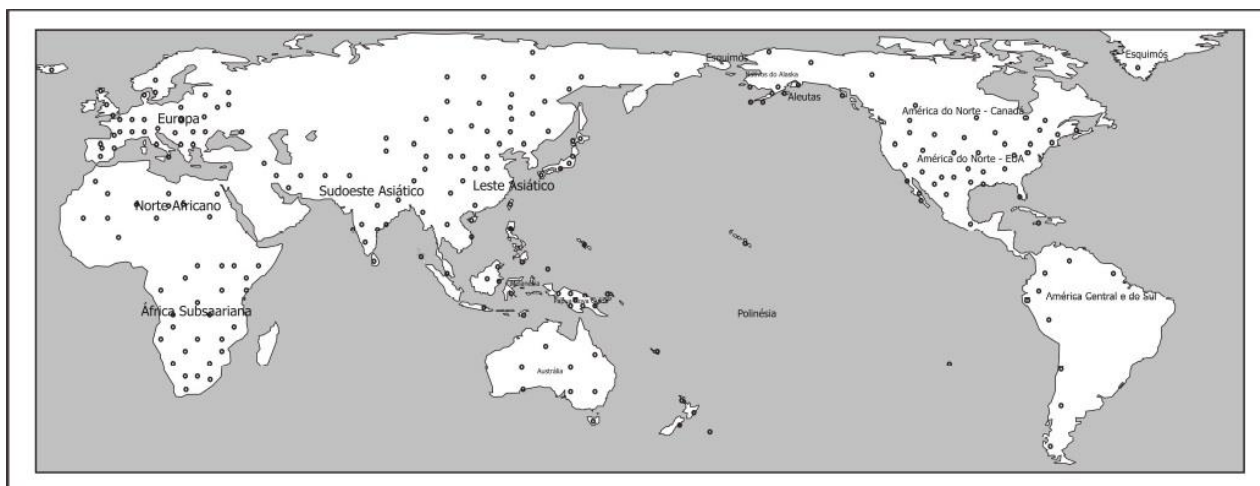 Esquimós
Esquimós
Aleutas
América do Norte - Canadá
Europa
América do Norte - EUA
Sudoeste Asiático
Leste Asiático
Norte Africano
América Central e do Sul
África Subsaariana
Polinésia
Austrália